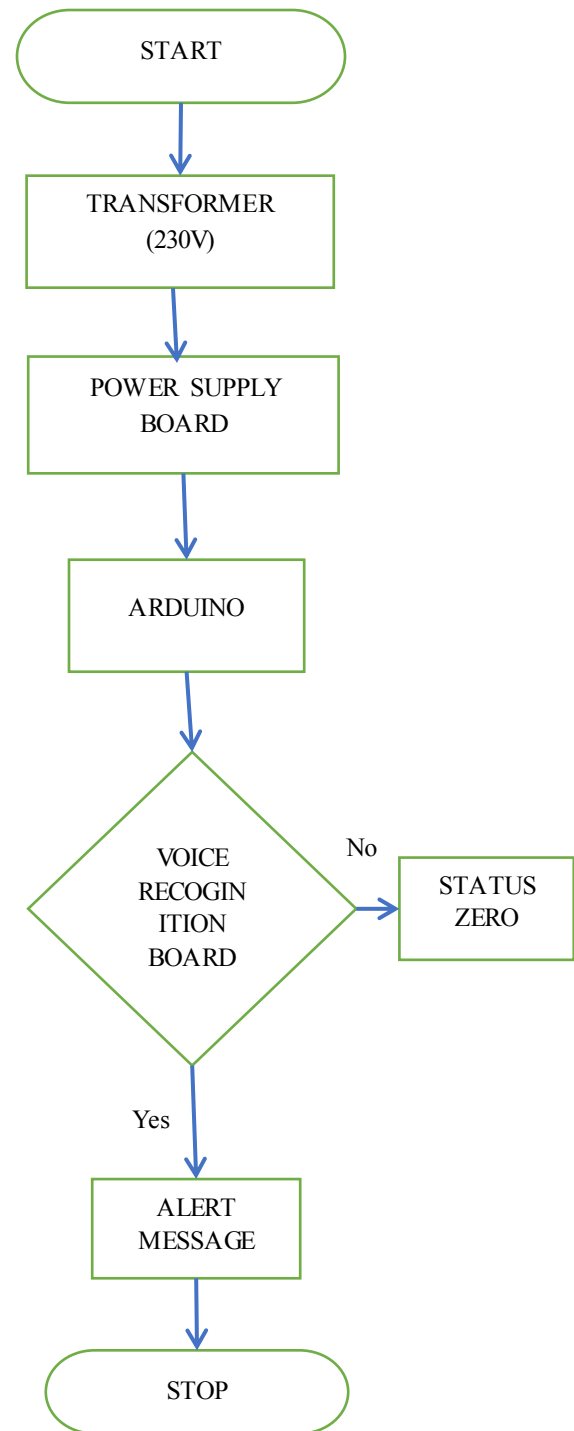 START
TRANSFORMER
(230V)
POWER SUPPLY
BOARD
ARDUINO
VOICE
RECOGIN
ITION
BOARD
No
STATUS
ZERO
Yes
ALERT
MESSAGE
STOP